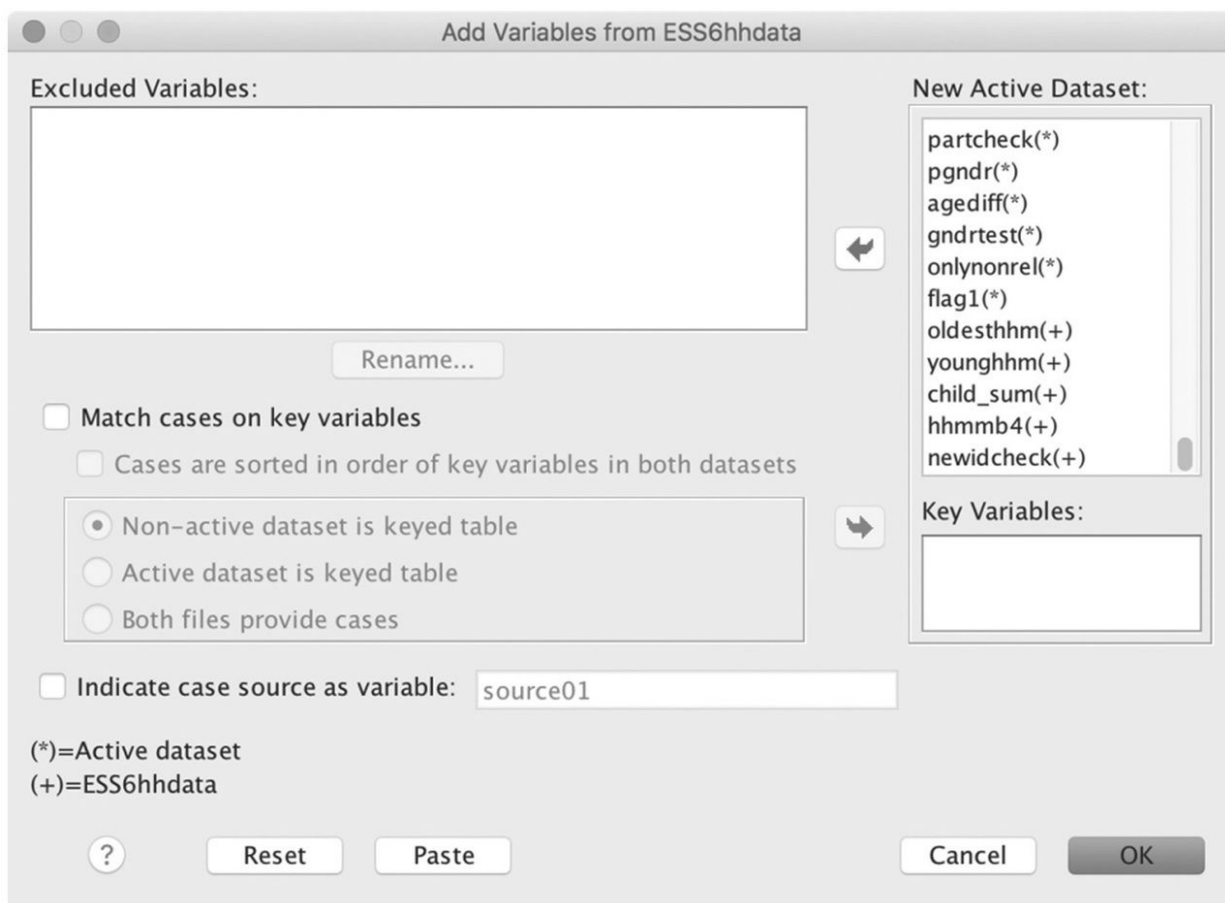 Add Variables from ESS6hhdata
Excluded Variables:
Rename...
Match cases on key variables
Cases are sorted in order of key variables in both datasets
Non-active dataset is keyed table
Active dataset is keyed table
Both files provide cases
Indicate case source as variable: source01
(*)=Active dataset
(+)=ESS6hhdata
New Active Dataset:
partcheck(*)
pgndr(*)
agediff(*)
gndrtest(*)
onlynonrel(*)
flag1(*)
oldesthhm(+)
younghhm(+)
child_sum(+)
hhmmb4(+)
newidcheck(+)
Key Variables:
? Reset Paste Cancel OK